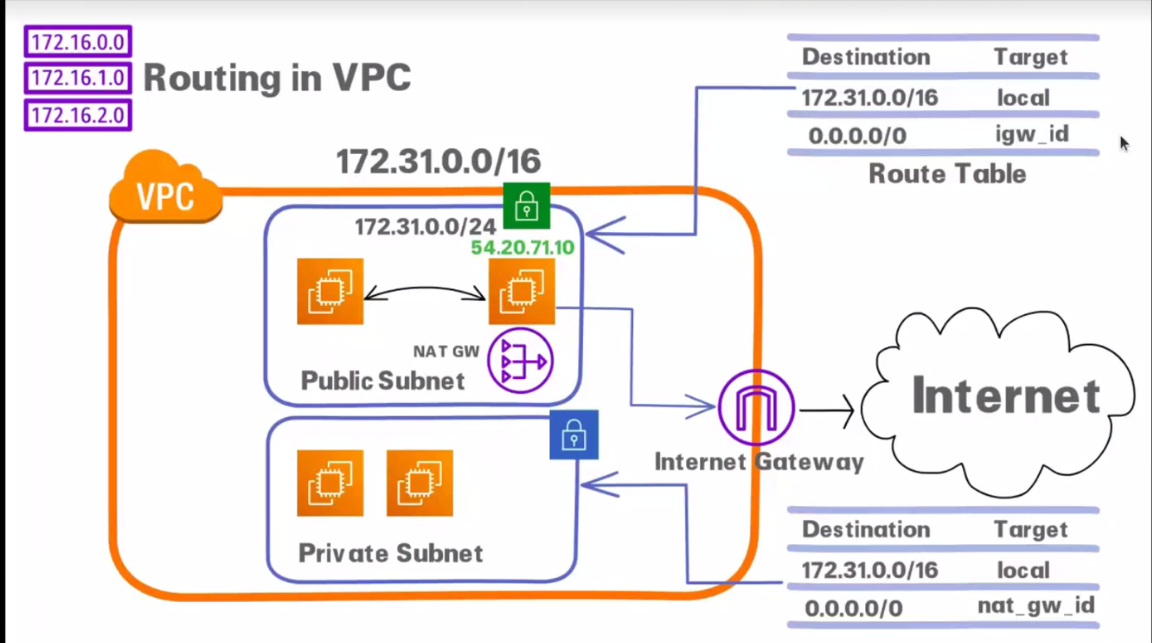 172.16.0.0
172.16.1.0
172.16.2.0
Routing in VPC
Destination Target
172.31.0.0/16 local
0.0.0.0/0 igw_id
Route Table
172.31.0.0/16
VPC
172.31.0.0/24
54.20.71.10
NAT GW
Public Subnet
Internet
Internet Gateway
Private Subnet
Destination Target
172.31.0.0/16 local
0.0.0.0/0 nat_gw_id